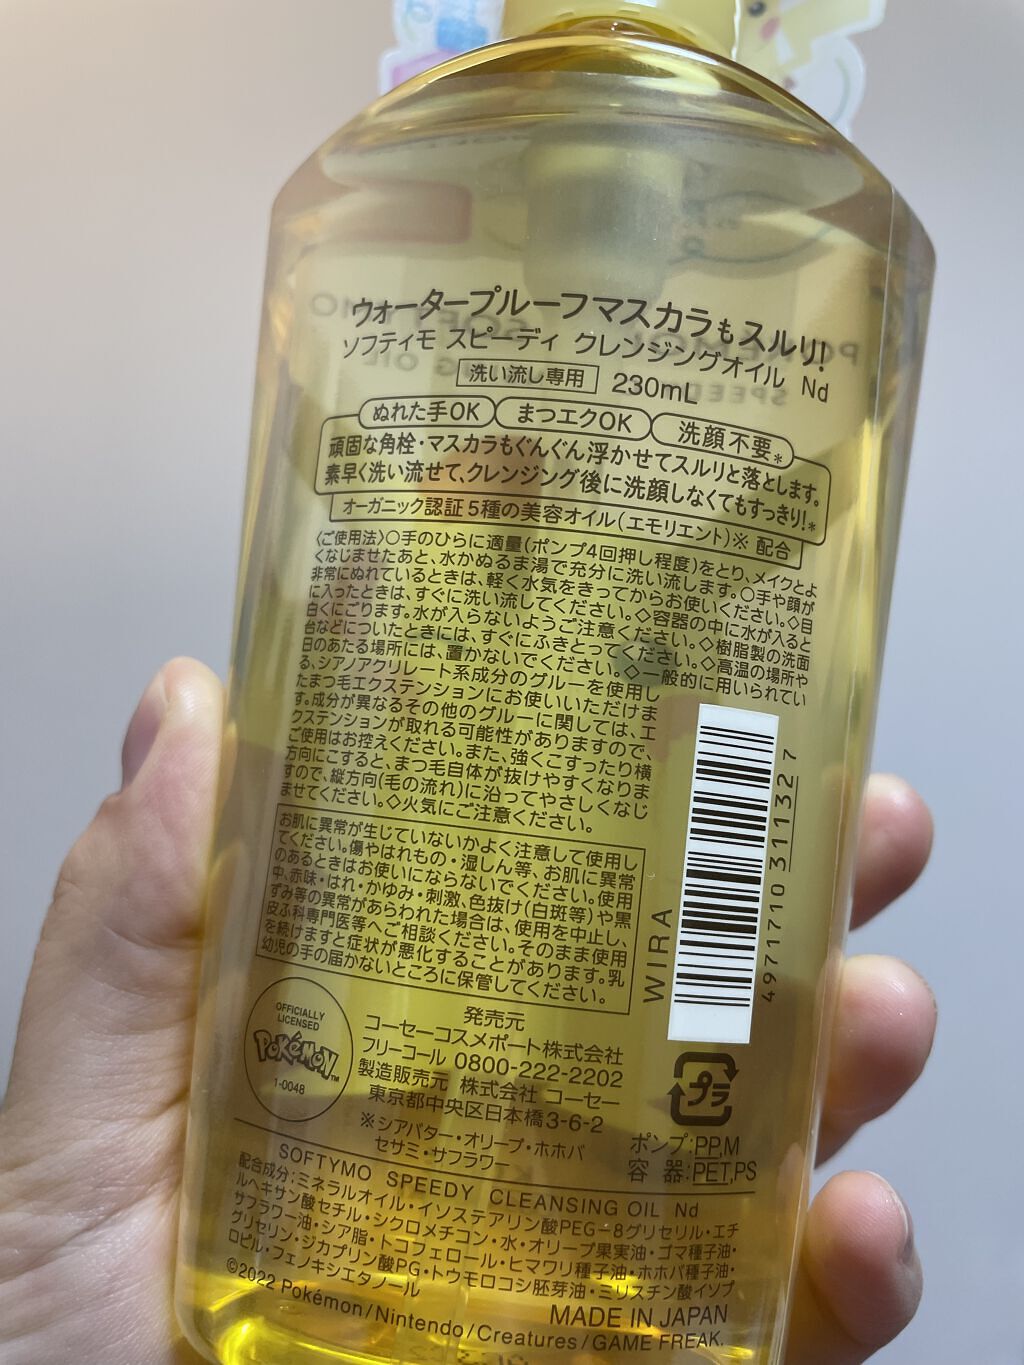 ウォータープルーフマスカラもスルリ!
ソフティモ スピーディ クレンジングオイル Nd
洗い流し専用 230mL
ぬれた手OK まつエクOK 洗顔不要*
頑固な角栓・マスカラもぐんぐん浮かせてスルリと落とします。
素早く洗い流せて、クレンジング後に洗顔しなくてもすっきり!*
オーガニック認証5種の美容オイル(エモリエント)※ 配合
〈ご使用法〉○手のひらに適量(ポンプ4回押し程度)をとり、メイクとよ
くなじませたあと、水かぬるま湯で充分に洗い流します。○手や顔が
非常にぬれているときは、軽く水気をきってからお使いください。◇目
に入ったときは、すぐに洗い流してください。◇容器の中に水が入ると
白くにごります。水が入らないようご注意ください。◇樹脂製の洗面
台などについたときには、すぐにふきとってください。◇高温の場所や
日のあたる場所には、置かないでください。◇一般的に用いられてい
る、シアノアクリレート系成分のグルーを使用し
たまつ毛エクステンションにお使いいただけま
す。成分が異なるその他のグルーに関しては、エ
クステンションが取れる可能性がありますので、
ご使用はお控えください。また、強くこすったり横
方向にこすると、まつ毛自体が抜けやすくなりま
すので、縦方向(毛の流れ)に沿ってやさしくなじ
ませてください。◇火気にご注意ください。
お肌に異常が生じていないかよく注意して使用し
てください。傷やはれもの・湿しん等、お肌に異常
のあるときはお使いにならないでください。使用
中、赤味・はれ・かゆみ・刺激、色抜け(白斑等)や黒
ずみ等の異常があらわれた場合は、使用を中止し、
皮ふ科専門医等へご相談ください。そのまま使用
を続けますと症状が悪化することがあります。乳
幼児の手の届かないところに保管してください。
WIRA
4971710 311327
OFFICIALLY
LICENSED
POKéMON™
1-0048
発売元
コーセーコスメポート株式会社
フリーコール 0800-222-2202
製造販売元 株式会社 コーセー
東京都中央区日本橋3-6-2
※シアバター・オリーブ・ホホバ
セサミ・サフラワー
プラ
ポンプ:PP,M
容 器:PET,PS
SOFTYMO SPEEDY CLEANSING OIL Nd
配合成分:ミネラルオイル・イソステアリン酸PEG-8グリセリル・エチ
ルヘキサン酸セチル・シクロメチコン・水・オリーブ果実油・ゴマ種子油・
サフラワー油・シア脂・トコフェロール・ヒマワリ種子油・ホホバ種子油・
グリセリン・ジカプリン酸PG・トウモロコシ胚芽油・ミリスチン酸イソプ
ロピル・フェノキシエタノール
MADE IN JAPAN
©2022 Pokémon/Nintendo/Creatures/GAME FREAK.